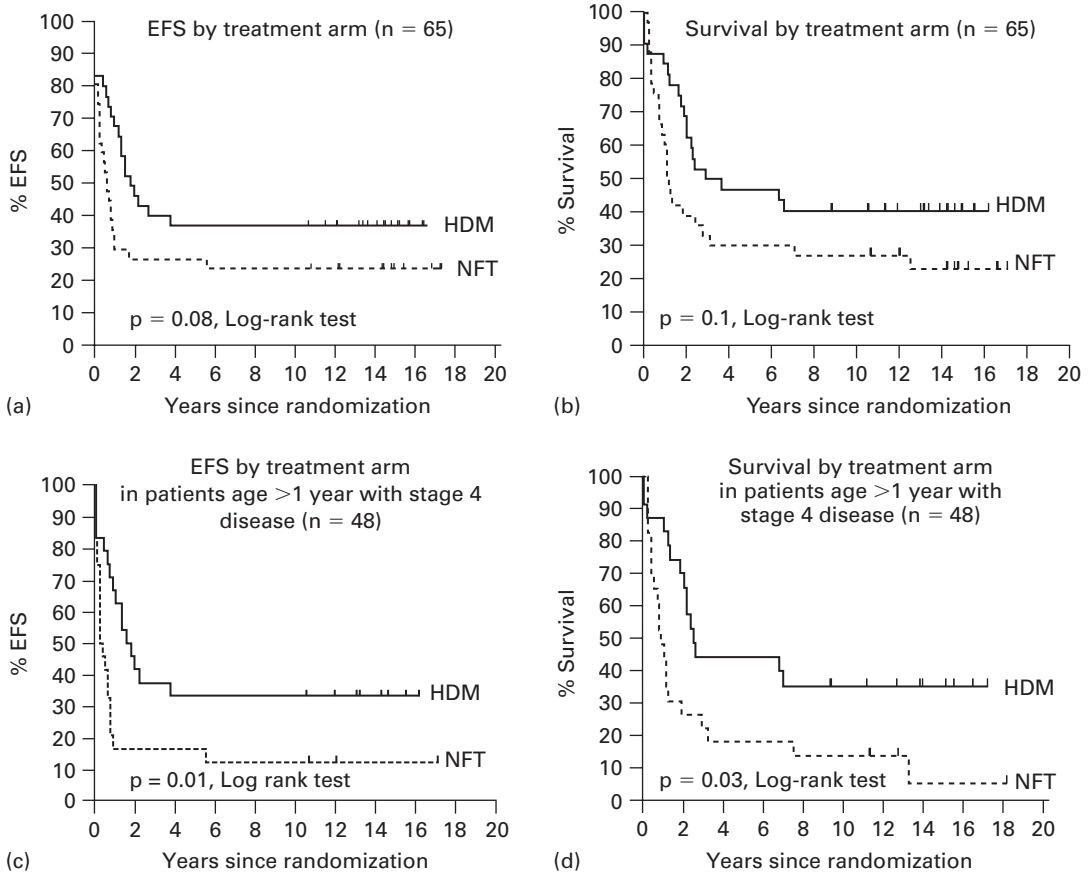 EFS by treatment arm (n = 65)
% EFS
100
90
80
70
60
50
40
30
20
10
0
HDM
NFT
p = 0.08, Log-rank test
0 2 4 6 8 10 12 14 16 18 20
(a)
Years since randomization
Survival by treatment arm (n = 65)
% Survival
100
90
80
70
60
50
40
30
20
10
0
HDM
NFT
p = 0.1, Log-rank test
0 2 4 6 8 10 12 14 16 18 20
(b)
Years since randomization
EFS by treatment arm
in patients age >1 year with stage 4
disease (n = 48)
% EFS
100
90
80
70
60
50
40
30
20
10
0
HDM
NFT
p = 0.01, Log rank test
0 2 4 6 8 10 12 14 16 18 20
(c)
Years since randomization
Survival by treatment arm
in patients age >1 year with
stage 4 disease (n = 48)
% Survival
100
90
80
70
60
50
40
30
20
10
0
HDM
NFT
p = 0.03, Log-rank test
0 2 4 6 8 10 12 14 16 18 20
(d)
Years since randomization